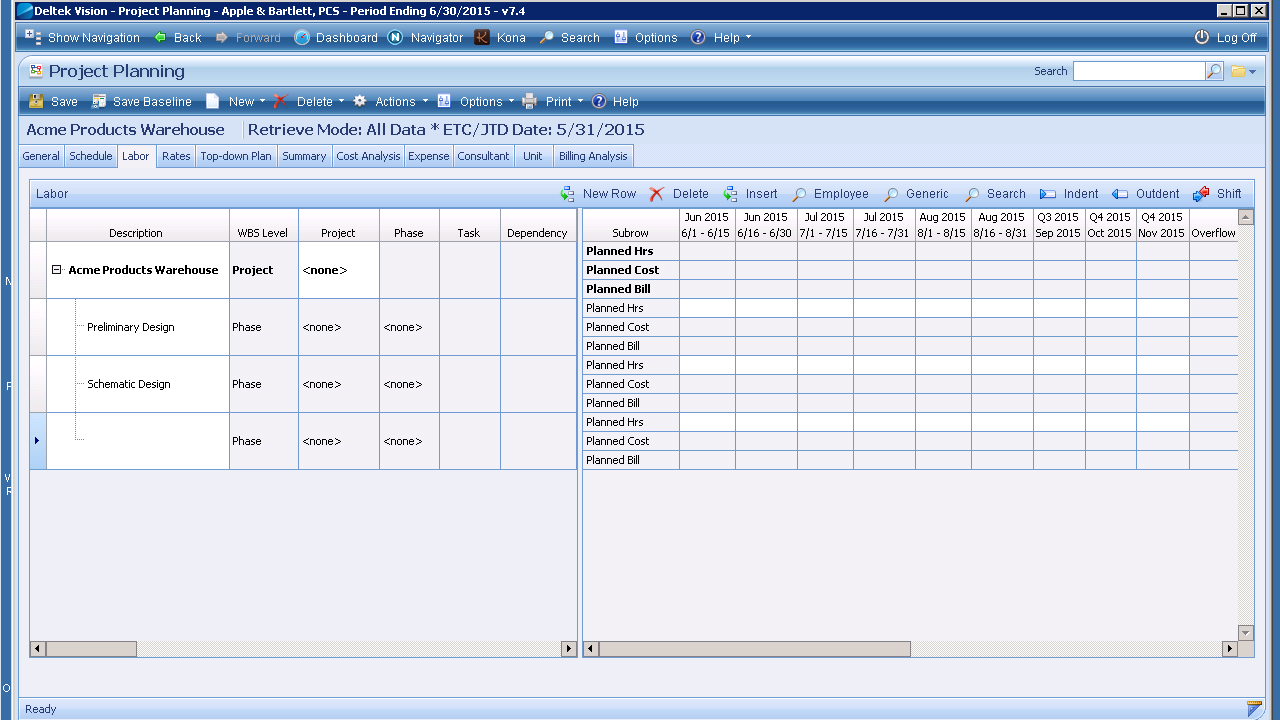 Deltek Vision - Project Planning - Apple & Bartlett, PCS - Period Ending 6/30/2015 - v7.4
Show Navigation Back Forward Dashboard Navigator Kona Search Options Help Log Off
Project Planning Search
Save Save Baseline New Delete Actions Options Print Help
Acme Products Warehouse Retrieve Mode: All Data * ETC/JTD Date: 5/31/2015
General Schedule Labor Rates Top-down Plan Summary Cost Analysis Expense Consultant Unit Billing Analysis
Labor New Row Delete Insert Employee Generic Search Indent Outdent Shift
Jun 2015 Jun 2015 Jul 2015 Jul 2015 Aug 2015 Aug 2015 Q3 2015 Q4 2015 Q4 2015
Description WBS Level Project Phase Task Dependency Subrow 6/1 - 6/15 6/16 - 6/30 7/1 - 7/15 7/16 - 7/31 8/1 - 8/15 8/16 - 8/31 Sep 2015 Oct 2015 Nov 2015 Overflow
Planned Hrs
Acme Products Warehouse Project <none> Planned Cost
Planned Bill
Planned Hrs
Preliminary Design Phase <none> <none> Planned Cost
Planned Bill
Planned Hrs
Schematic Design Phase <none> <none> Planned Cost
Planned Bill
Planned Hrs
Phase <none> <none> Planned Cost
Planned Bill
Ready